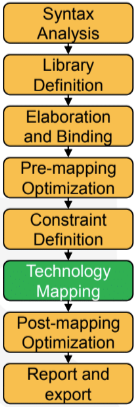 Syntax
Analysis
Library
Definition
Elaboration
and Binding
Pre-mapping
Optimization
Constraint
Definition
Technology
Mapping
Post-mapping
Optimization
Report and
export